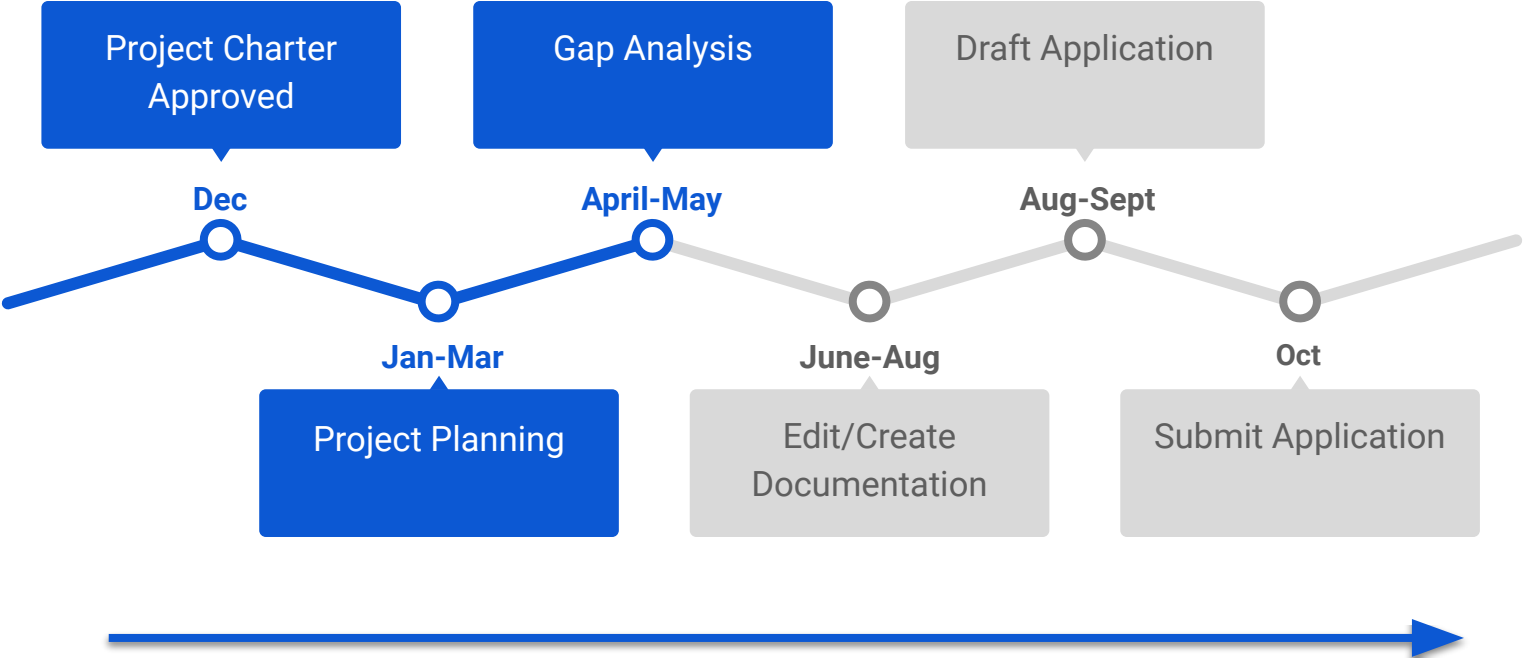 Project Charter
Approved
Dec
Jan-Mar
Project Planning
Gap Analysis
April-May
June-Aug
Edit/Create
Documentation
Draft Application
Aug-Sept
Oct
Submit Application